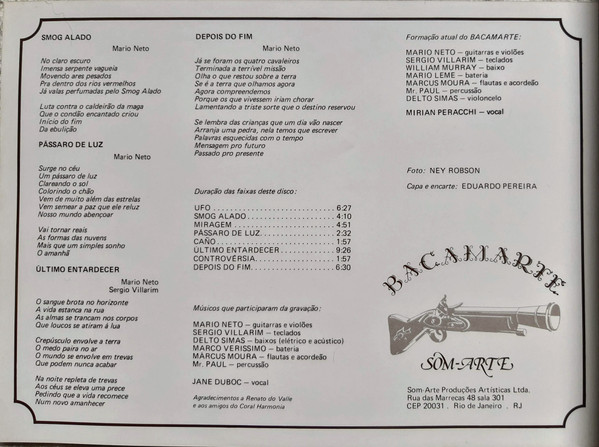 SMOG ALADO
Mario Neto
No claro escuro
Imensa serpente vagueia
Movendo ares pesados
Pra dentro dos rios vermelhos
Já valas perfumadas pelo Smog Alado
Luta contra o caldeirão da maga
Que o condão encantado criou
Início do fim
Da ebulição
PÁSSARO DE LUZ
Mario Neto
Surge no céu
Um pássaro de luz
Clareando o sol
Colorindo o chão
Vem de muito além das estrelas
Vem semear a paz que ele reluz
Nosso mundo abençoar
Vai tornar reais
As formas das nuvens
Mais que um simples sonho
O amanhã
ÚLTIMO ENTARDECER
Mario Neto
Sergio Villarim
O sangue brota no horizonte
A vida estanca na rua
As almas se trancam nos corpos
Que loucos se atiram à lua
Crepúsculo envolve a terra
O medo paira no ar
O mundo se envolve em trevas
Que podem nunca acabar
Na noite repleta de trevas
Aos céus se eleva uma prece
Pedindo que a vida recomece
Num novo amanhecer
DEPOIS DO FIM
Mario Neto
Já se foram os quatro cavaleiros
Terminada a terrível missão
Olha o que restou sobre a terra
Se é a terra que olhamos agora
Agora compreendemos
Porque os que vivessem iriam chorar
Lamentando a triste sorte que o destino reservou
Se lembra das crianças que um dia vão nascer
Arranja uma pedra, nela temos que escrever
Palavras esquecidas com o tempo
Mensagem pro futuro
Passado pro presente
Duração das faixas deste disco:
UFO . . . . . . . . . . . . . . . . . . . . . . . . 6:27
SMOG ALADO . . . . . . . . . . . . . . . . 4:10
MIRAGEM . . . . . . . . . . . . . . . . . . . 4:51
PÁSSARO DE LUZ . . . . . . . . . . . . . . 2:32
CAÑO . . . . . . . . . . . . . . . . . . . . . . . 1:57
ÚLTIMO ENTARDECER . . . . . . . . . . 9:26
CONTROVÉRSIA . . . . . . . . . . . . . . . 1:57
DEPOIS DO FIM . . . . . . . . . . . . . . . 6:30
Músicos que participaram da gravação:
MARIO NETO – guitarras e violões
SERGIO VILLARIM – teclados
DELTO SIMAS – baixos (elétrico e acústico)
MARCO VERISSIMO – bateria
MARCUS MOURA – flautas e acordeão
Mr. PAUL – percussão
JANE DUBOC – vocal
Agradecimentos a Renato do Valle
e aos amigos do Coral Harmonia
Formação atual do BACAMARTE:
MARIO NETO – guitarras e violões
SERGIO VILLARIM – teclados
WILLIAM MURRAY – baixo
MARIO LEME – bateria
MARCUS MOURA – flautas e acordeão
Mr. PAUL – percussão
DELTO SIMAS – violoncelo
MIRIAN PERACCHI – vocal
Foto: NEY ROBSON
Capa e encarte: EDUARDO PEREIRA
BACAMARTE
SOM-ARTE
Som-Arte Produções Artísticas Ltda.
Rua das Marrecas 48 sala 301
CEP 20031 . Rio de Janeiro . RJ